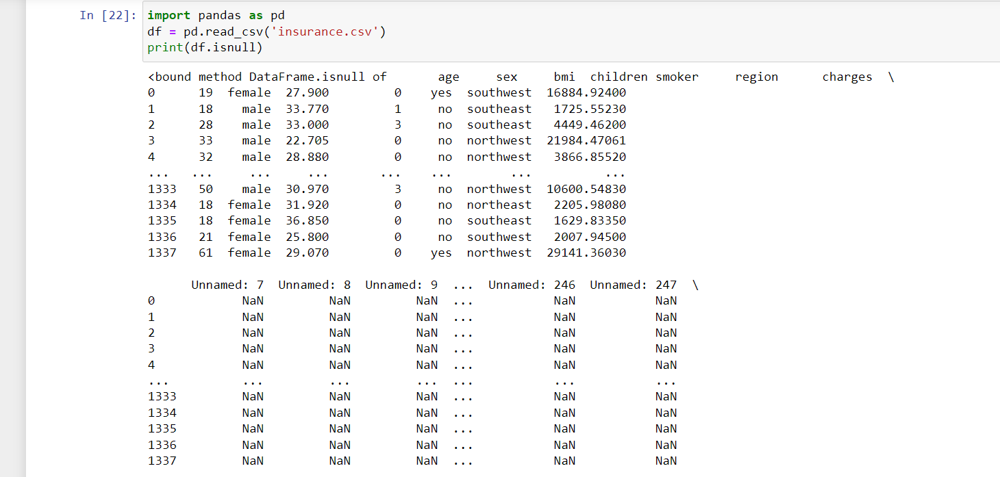 In [22]: import pandas as pd
df = pd.read_csv('insurance.csv')
print(df.isnull)
<bound method DataFrame.isnull of       age     sex     bmi  children smoker     region      charges  \
0      19  female  27.900         0    yes  southwest  16884.92400
1      18    male  33.770         1     no  southeast   1725.55230
2      28    male  33.000         3     no  southeast   4449.46200
3      33    male  22.705         0     no  northwest  21984.47061
4      32    male  28.880         0     no  northwest   3866.85520
...   ...     ...     ...       ...    ...        ...          ...
1333   50    male  30.970         3     no  northwest  10600.54830
1334   18  female  31.920         0     no  northeast   2205.98080
1335   18  female  36.850         0     no  southeast   1629.83350
1336   21  female  25.800         0     no  southwest   2007.94500
1337   61  female  29.070         0    yes  northwest  29141.36030
      Unnamed: 7  Unnamed: 8  Unnamed: 9  ...  Unnamed: 246  Unnamed: 247  \
0            NaN         NaN         NaN  ...           NaN           NaN
1            NaN         NaN         NaN  ...           NaN           NaN
2            NaN         NaN         NaN  ...           NaN           NaN
3            NaN         NaN         NaN  ...           NaN           NaN
4            NaN         NaN         NaN  ...           NaN           NaN
...          ...         ...         ...  ...           ...           ...
1333         NaN         NaN         NaN  ...           NaN           NaN
1334         NaN         NaN         NaN  ...           NaN           NaN
1335         NaN         NaN         NaN  ...           NaN           NaN
1336         NaN         NaN         NaN  ...           NaN           NaN
1337         NaN         NaN         NaN  ...           NaN           NaN